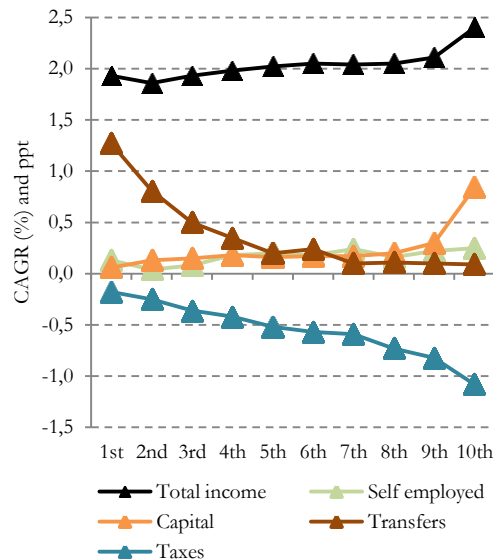 CAGR (%) and ppt
2,5
2,0
1,5
1,0
0,5
0,0
-0,5
-1,0
-1,5
1st 2nd 3rd 4th 5th 6th 7th 8th 9th 10th
Total income Self employed
Capital Transfers
Taxes